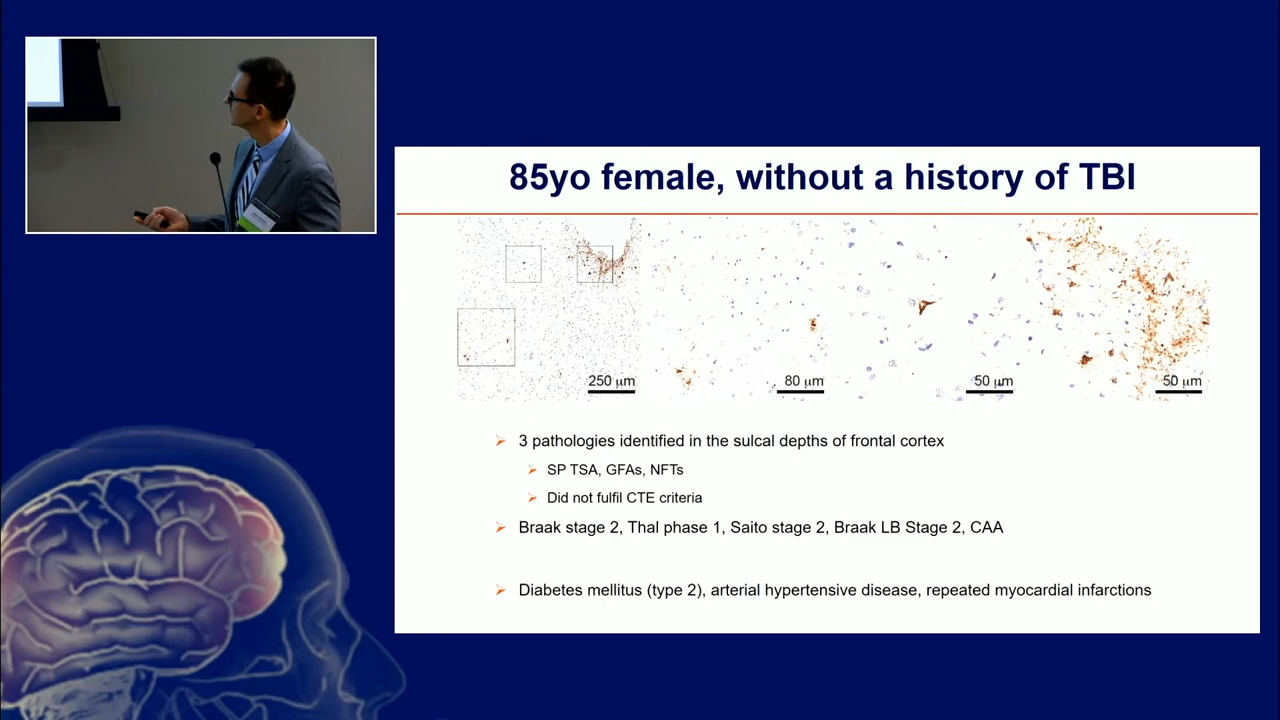 85yo female, without a history of TBI
250 µm
80 µm
50 µm
50 µm
3 pathologies identified in the sulcal depths of frontal cortex
SP TSA, GFAs, NFTs
Did not fulfil CTE criteria
Braak stage 2, Thal phase 1, Saito stage 2, Braak LB Stage 2, CAA
Diabetes mellitus (type 2), arterial hypertensive disease, repeated myocardial infarctions